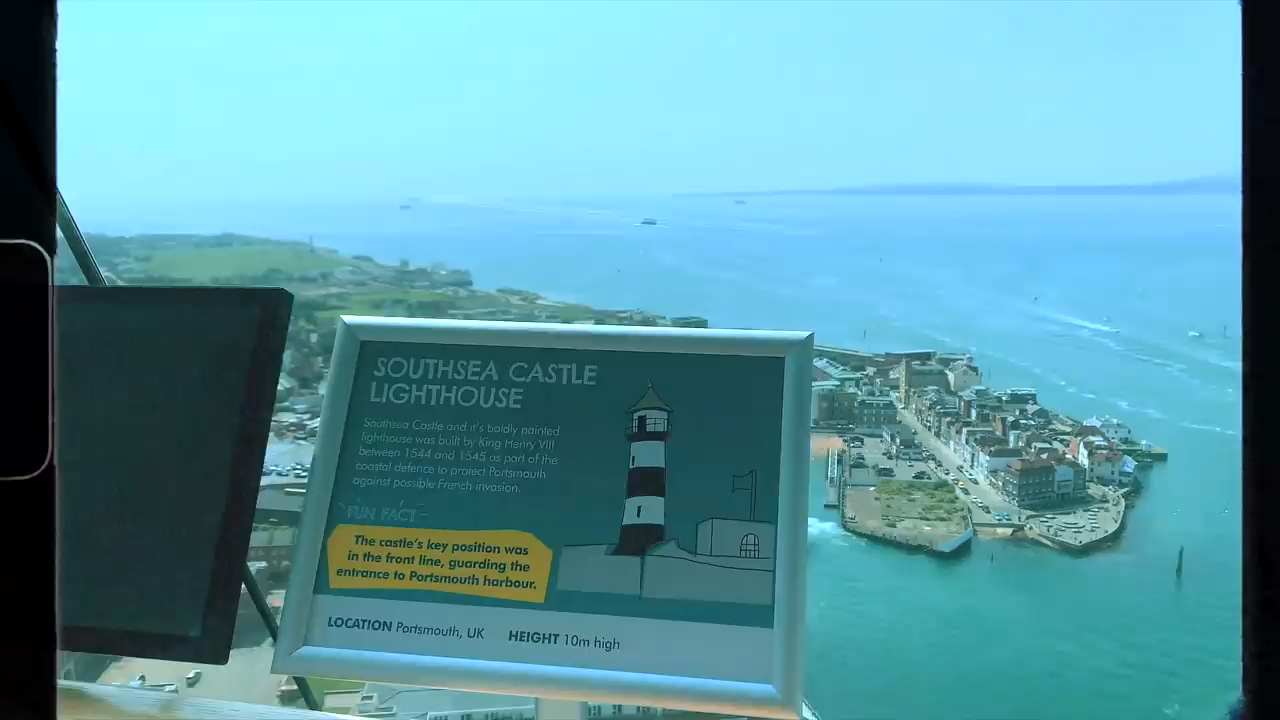 SOUTHSEA CASTLE
LIGHTHOUSE
Southsea Castle and it's boldly painted
lighthouse was built by King Henry VIII
between 1544 and 1545 as part of the
coastal defence to protect Portsmouth
against possible French invasion.
FUN FACT
The castle's key position was
in the front line, guarding the
entrance to Portsmouth harbour.
LOCATION Portsmouth, UK HEIGHT 10m high